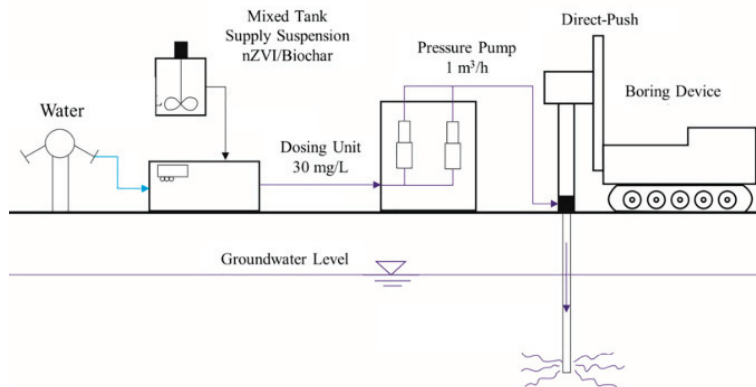 Mixed Tank
Supply Suspension
nZVI/Biochar
Direct-Push
Pressure Pump
1 m³/h
Boring Device
Water
Dosing Unit
30 mg/L
Groundwater Level